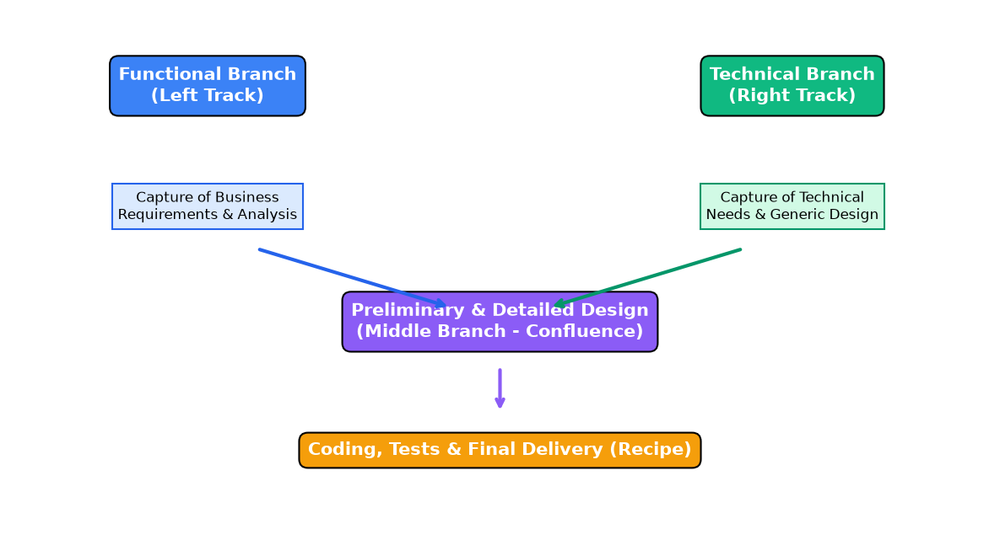 Functional Branch
(Left Track)
Technical Branch
(Right Track)
Capture of Business
Requirements & Analysis
Capture of Technical
Needs & Generic Design
Preliminary & Detailed Design
(Middle Branch - Confluence)
Coding, Tests & Final Delivery (Recipe)